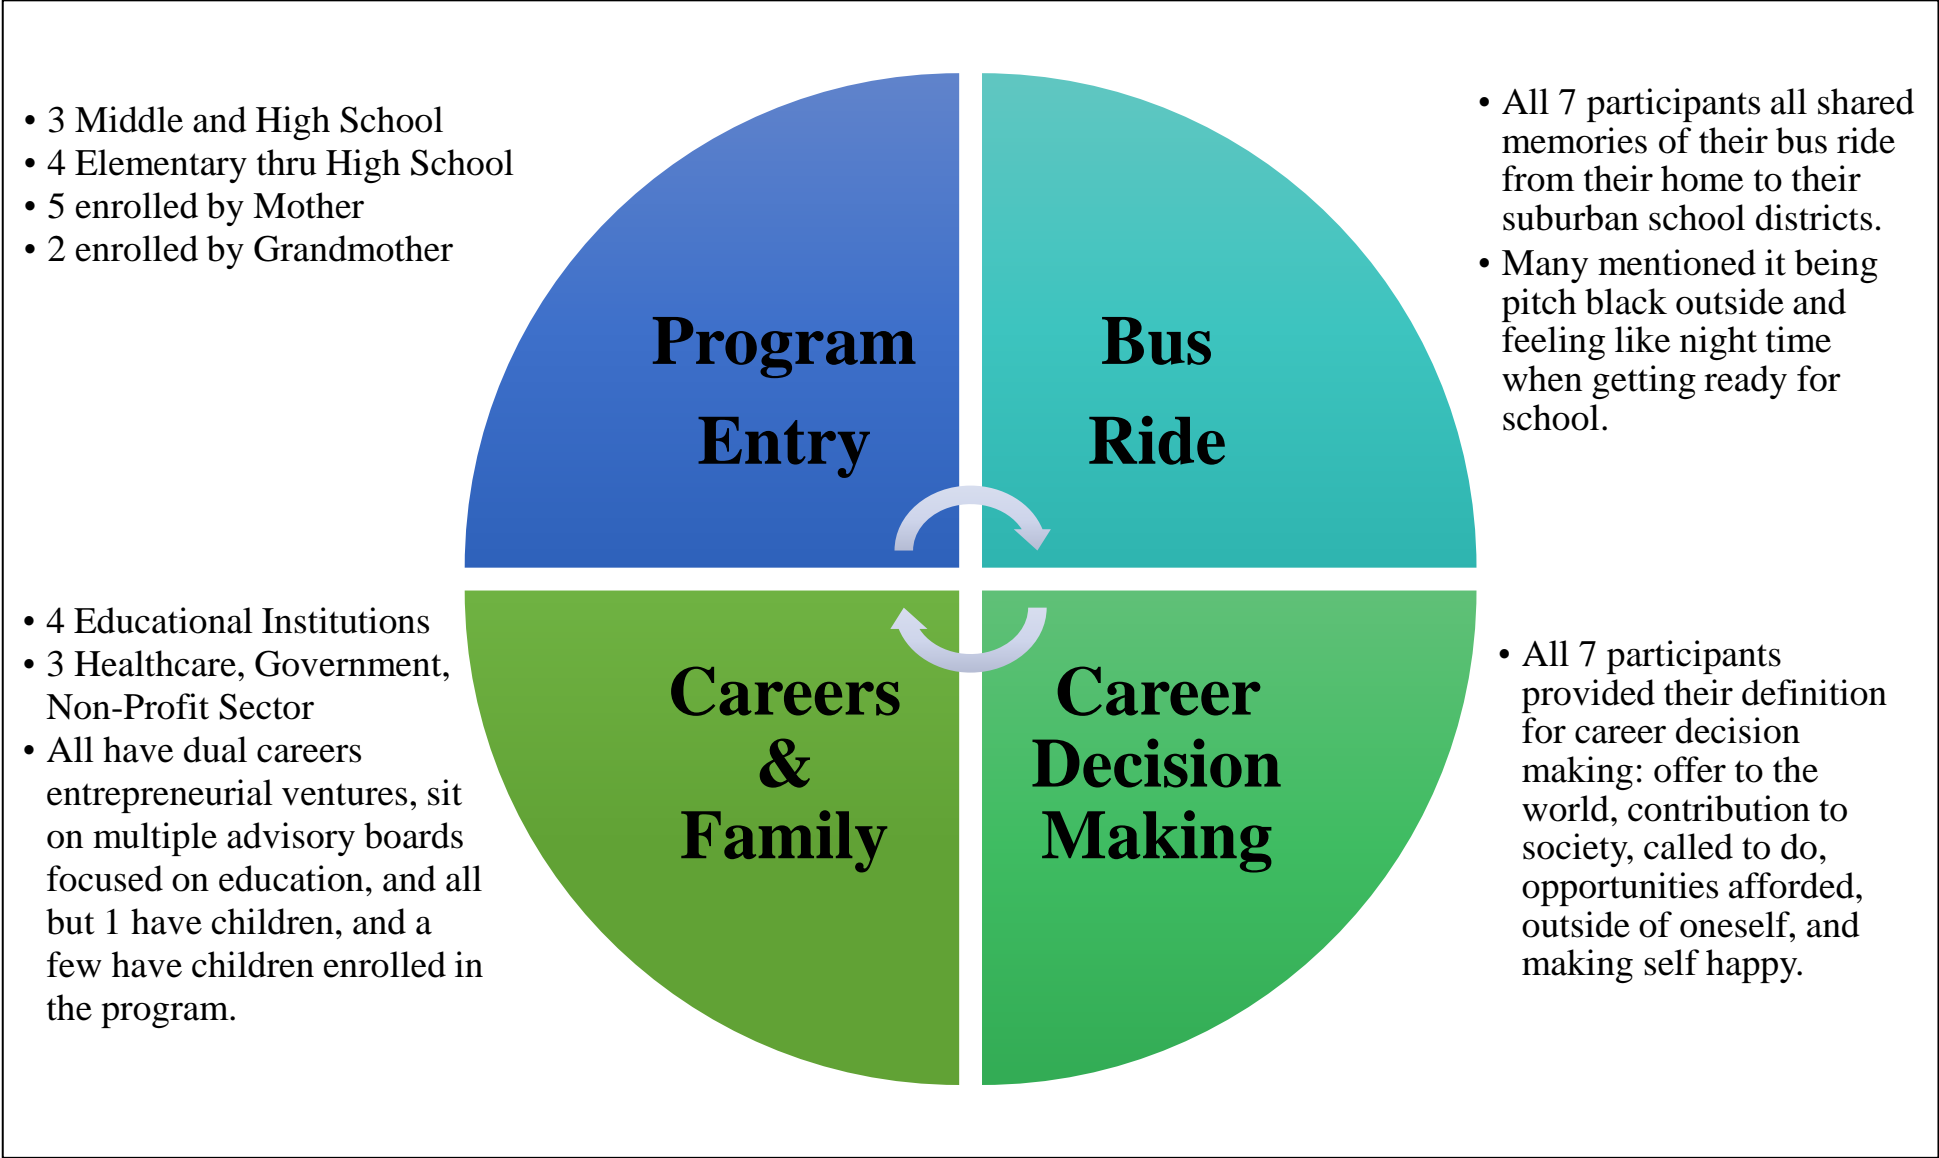 • 3 Middle and High School
• 4 Elementary thru High School
• 5 enrolled by Mother
• 2 enrolled by Grandmother
Program
Entry
Bus
Ride
• All 7 participants all shared
memories of their bus ride
from their home to their
suburban school districts.
• Many mentioned it being
pitch black outside and
feeling like night time
when getting ready for
school.
• 4 Educational Institutions
• 3 Healthcare, Government,
Non-Profit Sector
• All have dual careers
entrepreneurial ventures, sit
on multiple advisory boards
focused on education, and all
but 1 have children, and a
few have children enrolled in
the program.
Careers
&
Family
Career
Decision
Making
• All 7 participants
provided their definition
for career decision
making: offer to the
world, contribution to
society, called to do,
opportunities afforded,
outside of oneself, and
making self happy.